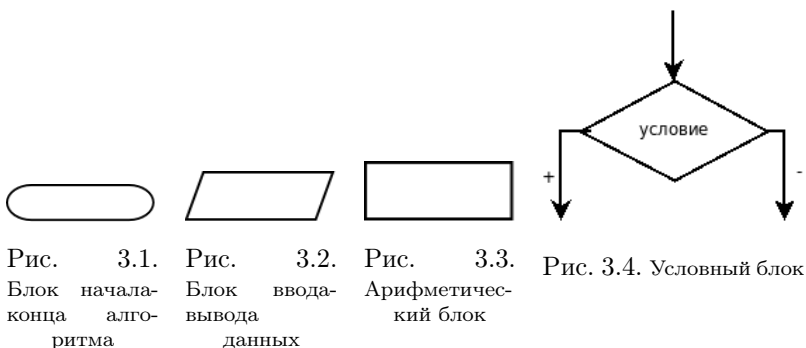 условие
+
-
Рис. 3.1.
Блок начала-
конца алго-
ритма
Рис. 3.2.
Блок ввода-
вывода
данных
Рис. 3.3.
Арифметичес-
кий блок
Рис. 3.4. Условный блок